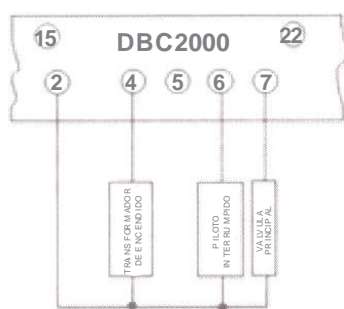 15 DBC2000 22
2 4 5 6 7
TRANSFORMADOR
DE ENCENDIDO
PILOTO
INTERRUMPIDO
VALVULA
PRINCIPAL